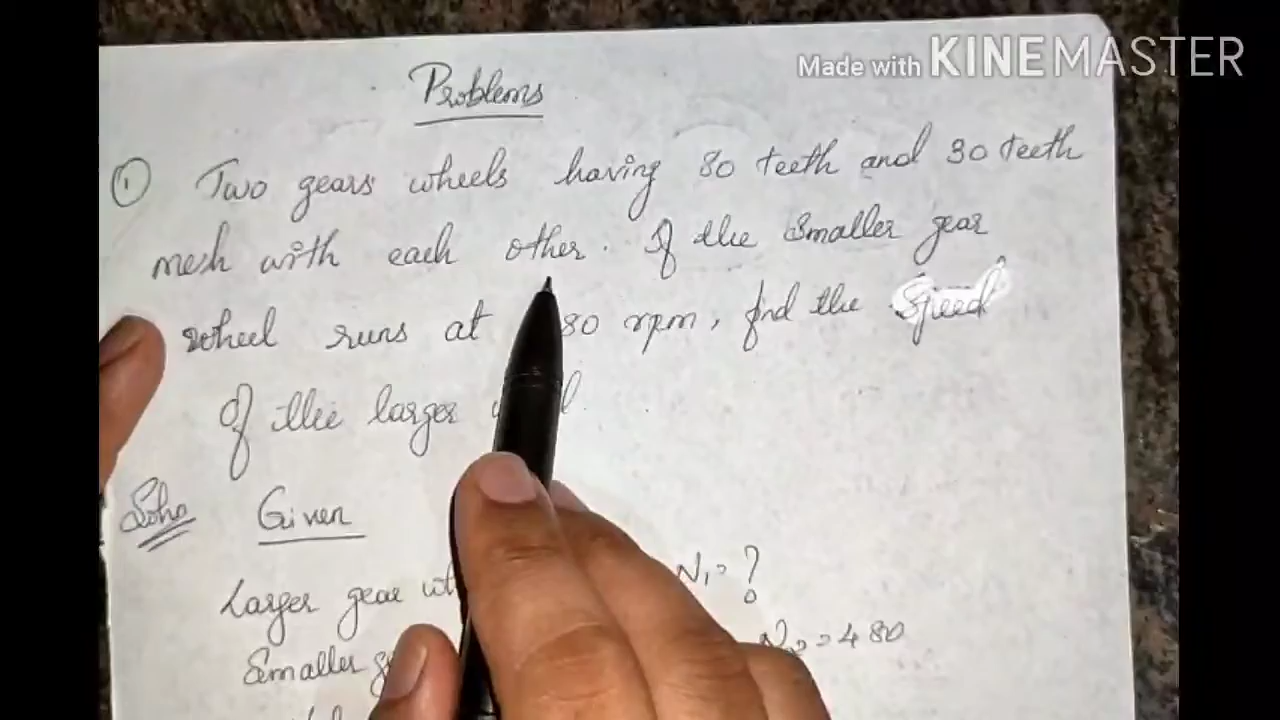 Made with KINEMASTER
Problems
① Two gears wheels having 80 teeth and 30 teeth
mesh with each other. If the smaller gear
wheel runs at 80 rpm, find the Speed
Of the larger
Soln Given
Larger gear N₁ = ?
Smaller N₂ = 480